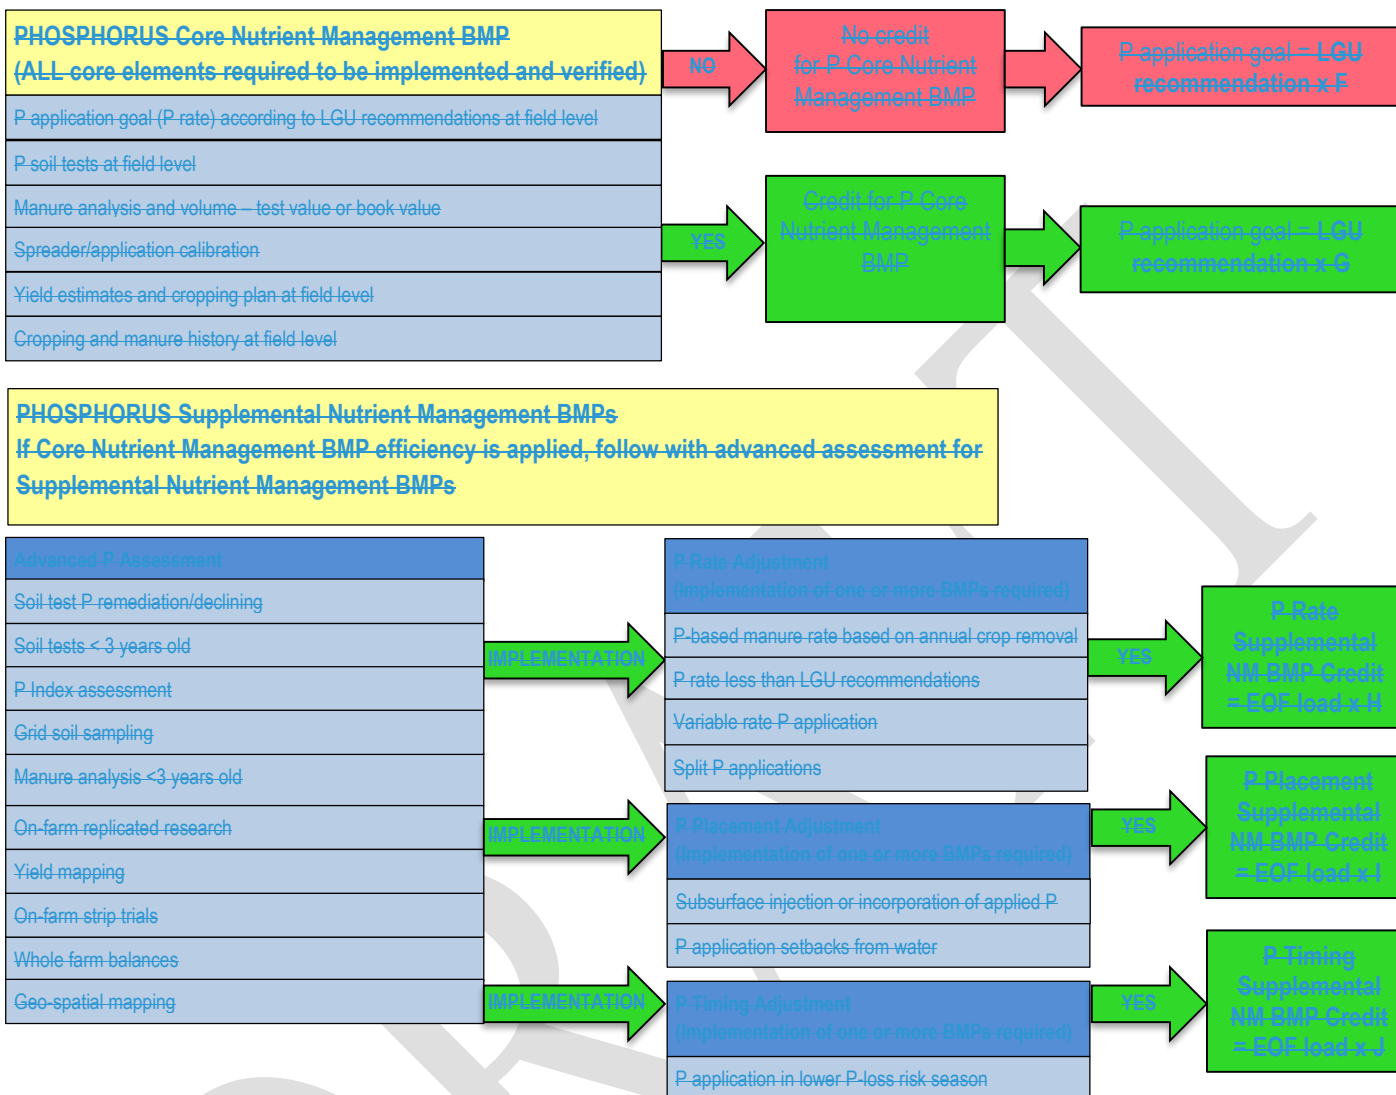 PHOSPHORUS Core Nutrient Management BMP
(ALL core elements required to be implemented and verified)
P application goal (P rate) according to LGU recommendations at field level
P soil tests at field level
Manure analysis and volume – test value or book value
Spreader/application calibration
Yield estimates and cropping plan at field level
Cropping and manure history at field level
NO
No credit
for P Core Nutrient
Management BMP
P application goal = LGU
recommendation x F
YES
Credit for P Core
Nutrient Management
BMP
P application goal = LGU
recommendation x G
PHOSPHORUS Supplemental Nutrient Management BMPs
If Core Nutrient Management BMP efficiency is applied, follow with advanced assessment for
Supplemental Nutrient Management BMPs
Advanced P Assessment
Soil test P remediation/declining
Soil tests < 3 years old
P Index assessment
Grid soil sampling
Manure analysis <3 years old
On-farm replicated research
Yield mapping
On-farm strip trials
Whole farm balances
Geo-spatial mapping
IMPLEMENTATION
P Rate Adjustment
(Implementation of one or more BMPs required)
P-based manure rate based on annual crop removal
P rate less than LGU recommendations
Variable rate P application
Split P applications
YES
P Rate
Supplemental
NM BMP Credit
= EOF load x H
IMPLEMENTATION
P Placement Adjustment
(Implementation of one or more BMPs required)
Subsurface injection or incorporation of applied P
P application setbacks from water
YES
P Placement
Supplemental
NM BMP Credit
= EOF load x I
IMPLEMENTATION
P Timing Adjustment
(Implementation of one or more BMPs required)
P application in lower P-loss risk season
YES
P Timing
Supplemental
NM BMP Credit
= EOF load x J